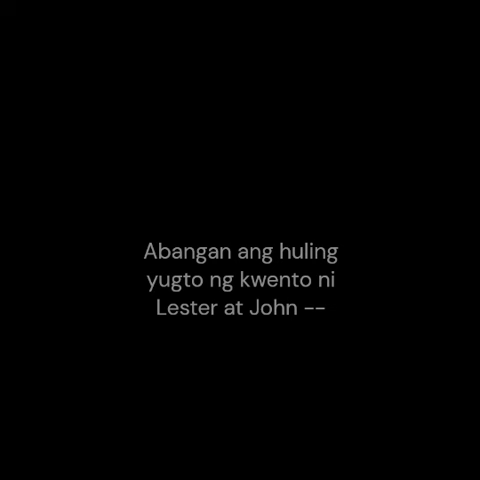 Abangan ang huling
yugto ng kwento ni
Lester at John --